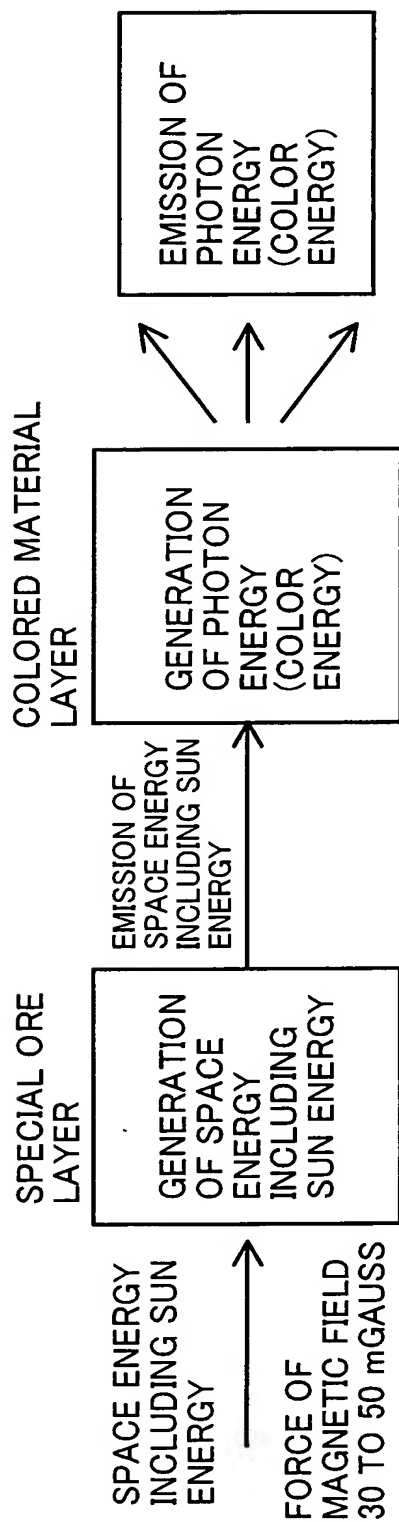 SPACE ENERGY
INCLUDING SUN
ENERGY
FORCE OF
MAGNETIC FIELD
30 TO 50 mGAUSS
SPECIAL ORE
LAYER
GENERATION
OF SPACE
ENERGY
INCLUDING
SUN ENERGY
EMISSION OF
SPACE ENERGY
INCLUDING SUN
ENERGY
COLORED MATERIAL
LAYER
GENERATION
OF PHOTON
ENERGY
(COLOR
ENERGY)
EMISSION OF
PHOTON
ENERGY
(COLOR
ENERGY)